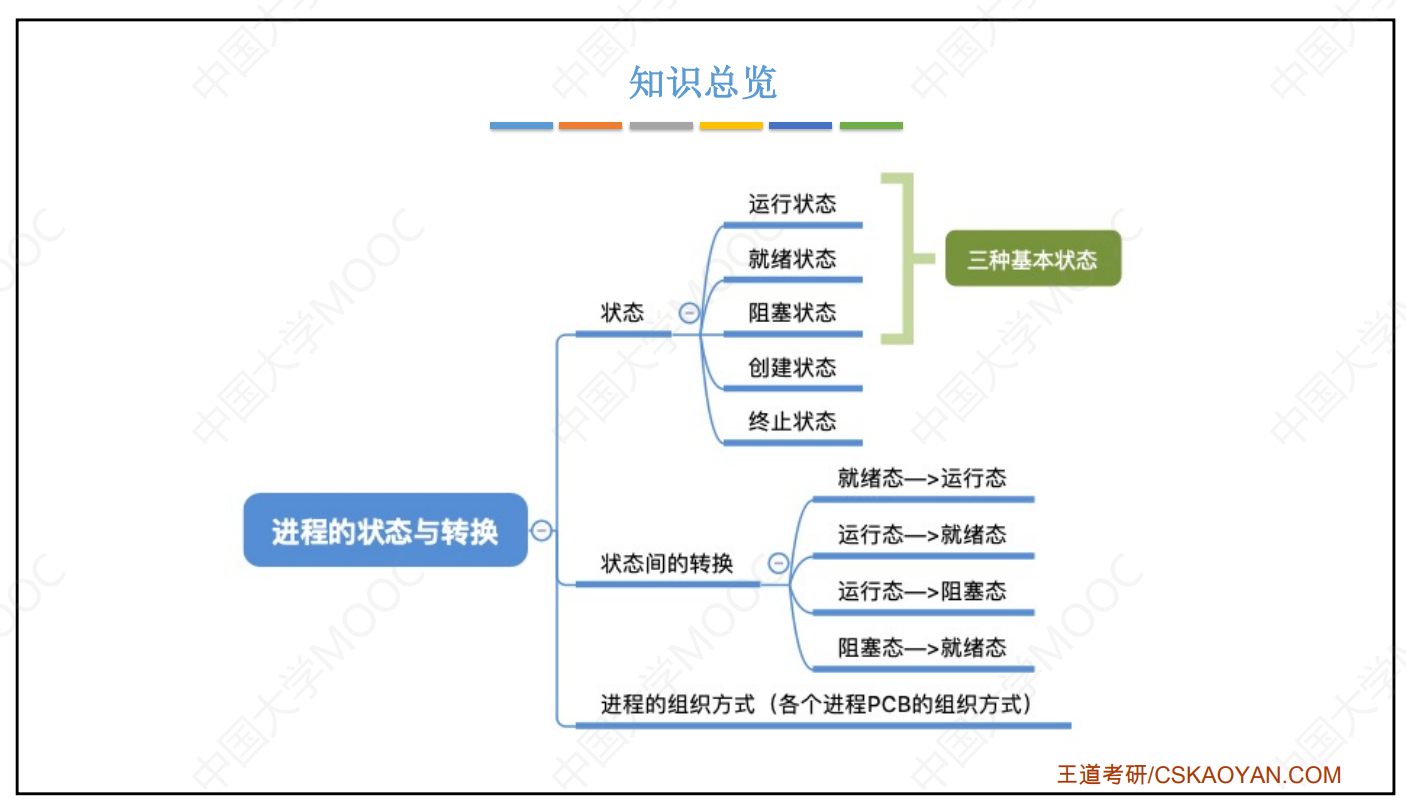 知识总览
运行状态
就绪状态
三种基本状态
状态
阻塞状态
创建状态
终止状态
就绪态—>运行态
进程的状态与转换
运行态—>就绪态
状态间的转换
运行态—>阻塞态
阻塞态—>就绪态
进程的组织方式（各个进程PCB的组织方式）
王道考研/CSKAOYAN.COM
中国大学MOOC